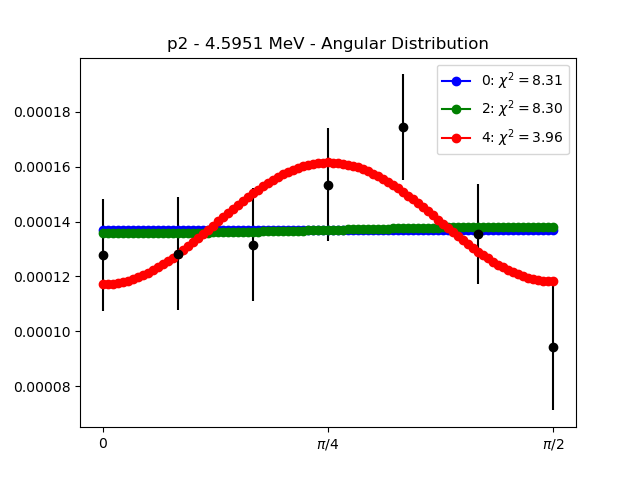 p2 - 4.5951 MeV - Angular Distribution
0: χ² = 8.31
2: χ² = 8.30
4: χ² = 3.96
0.00018
0.00016
0.00014
0.00012
0.00010
0.00008
0
π/4
π/2